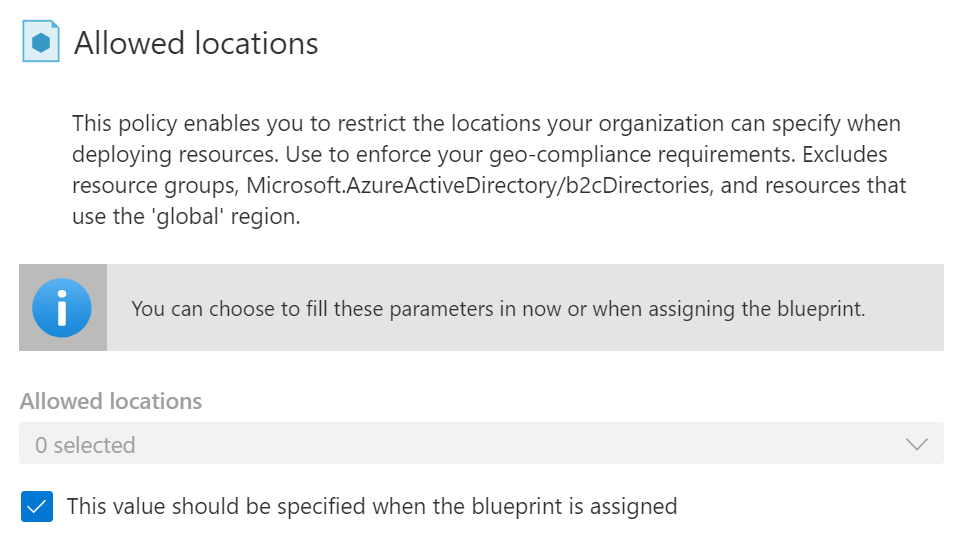 Allowed locations
This policy enables you to restrict the locations your organization can specify when
deploying resources. Use to enforce your geo-compliance requirements. Excludes
resource groups, Microsoft.AzureActiveDirectory/b2cDirectories, and resources that
use the 'global' region.
You can choose to fill these parameters in now or when assigning the blueprint.
Allowed locations
0 selected
This value should be specified when the blueprint is assigned